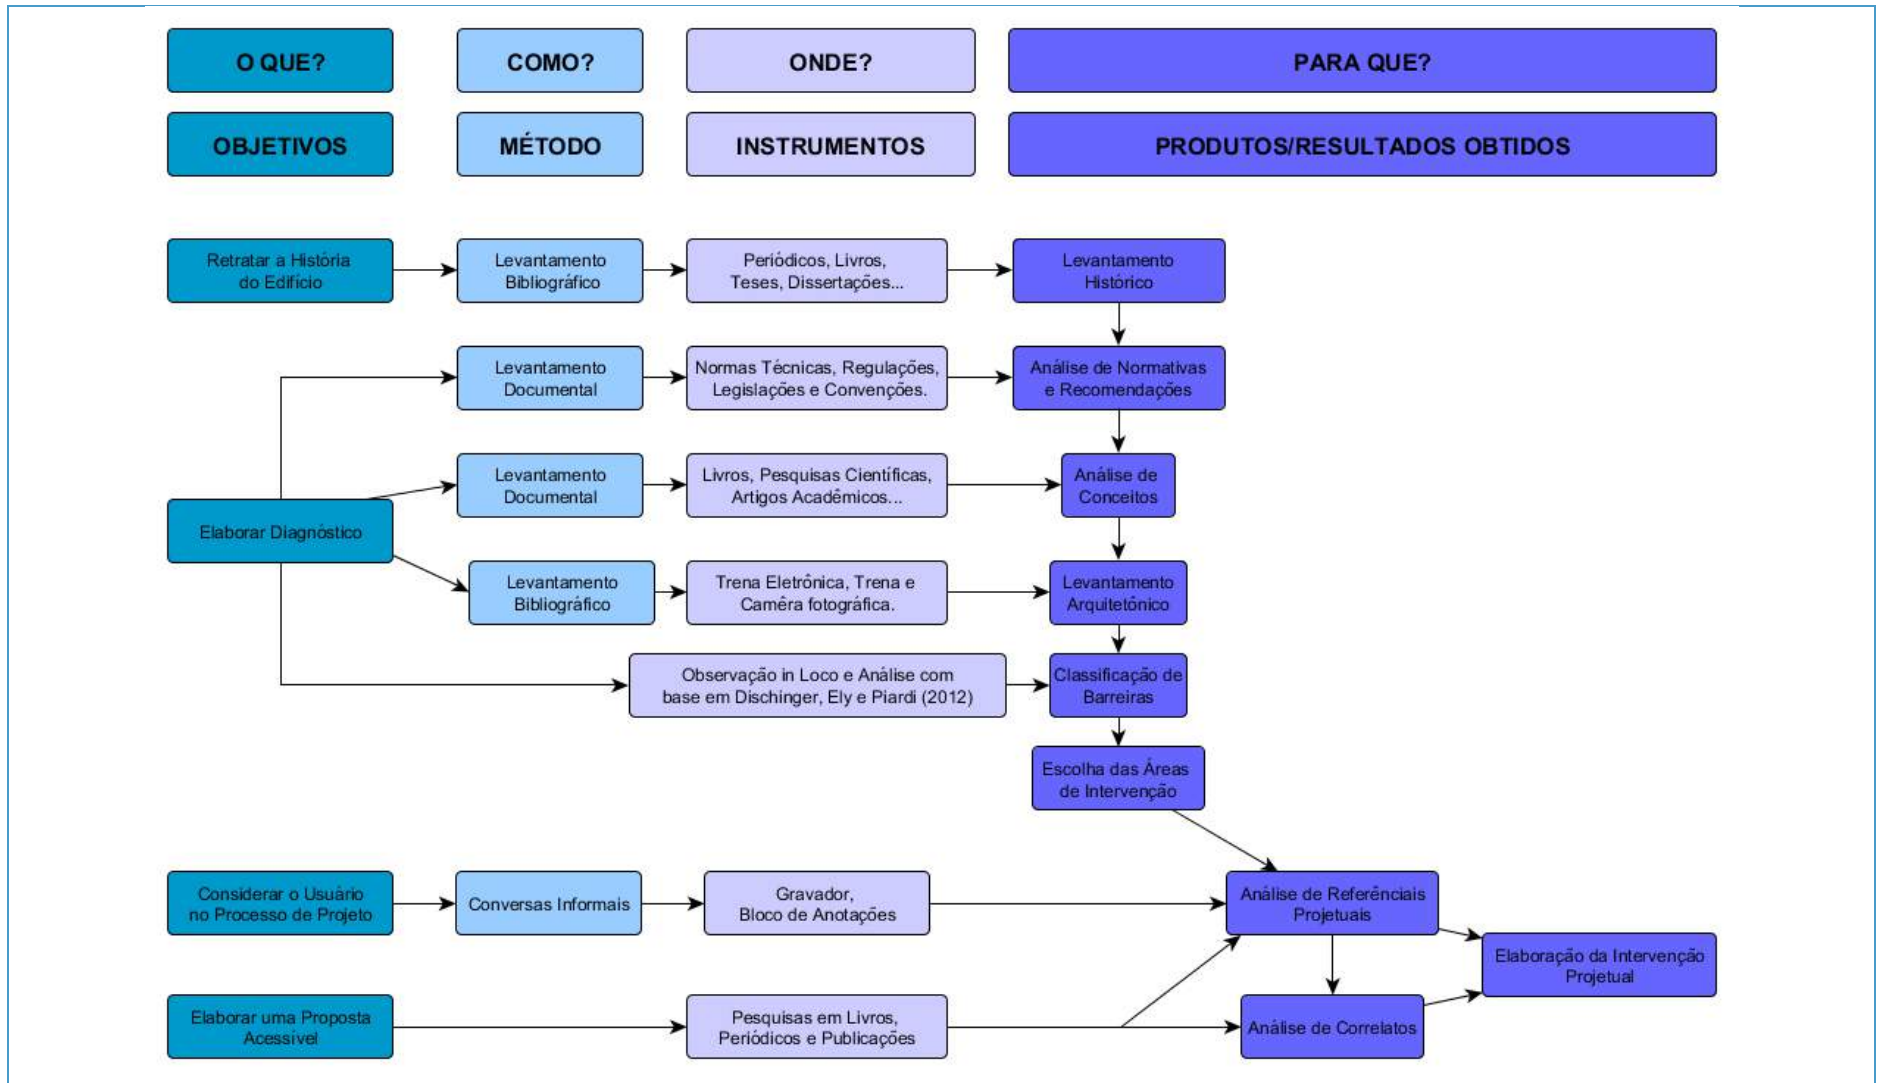 O QUE?
COMO?
ONDE?
PARA QUE?
OBJETIVOS
MÉTODO
INSTRUMENTOS
PRODUTOS/RESULTADOS OBTIDOS
Retratar a História
do Edifício
Levantamento
Bibliográfico
Periódicos, Livros,
Teses, Dissertações...
Levantamento
Histórico
Levantamento
Documental
Normas Técnicas, Regulações,
Legislações e Convenções.
Análise de Normativas
e Recomendações
Elaborar Diagnóstico
Levantamento
Documental
Livros, Pesquisas Científicas,
Artigos Acadêmicos...
Análise de
Conceitos
Levantamento
Bibliográfico
Trena Eletrônica, Trena e
Camêra fotográfica.
Levantamento
Arquitetônico
Observação in Loco e Análise com
base em Dischinger, Ely e Piardi (2012)
Classificação de
Barreiras
Escolha das Áreas
de Intervenção
Considerar o Usuário
no Processo de Projeto
Conversas Informais
Gravador,
Bloco de Anotações
Análise de Referênciais
Projetuais
Elaboração da Intervenção
Projetual
Elaborar uma Proposta
Acessível
Pesquisas em Livros,
Periódicos e Publicações
Análise de Correlatos